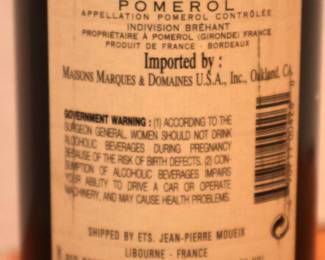 POMEROL
APPELLATION POMEROL CONTRÔLÉE
INDIVISION BRÉHANT
PROPRIÉTAIRE À POMEROL (GIRONDE) FRANCE
PRODUIT DE FRANCE - BORDEAUX
Imported by :
MAISONS MARQUES & DOMAINES U.S.A., Inc., Oakland, CA.
GOVERNMENT WARNING : (1) ACCORDING TO THE
SURGEON GENERAL, WOMEN SHOULD NOT DRINK
ALCOHOLIC BEVERAGES DURING PREGNANCY
BECAUSE OF THE RISK OF BIRTH DEFECTS. (2) CON-
SUMPTION OF ALCOHOLIC BEVERAGES IMPAIRS
YOUR ABILITY TO DRIVE A CAR OR OPERATE
MACHINERY, AND MAY CAUSE HEALTH PROBLEMS.
SHIPPED BY ETS. JEAN-PIERRE MOUEIX
LIBOURNE - FRANCE